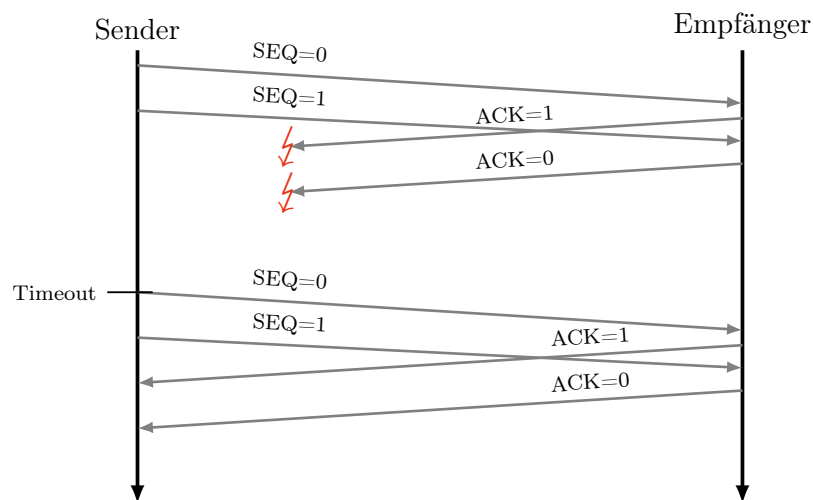 Sender
Empfänger
SEQ=0
SEQ=1
ACK=1
ACK=0
Timeout
SEQ=0
SEQ=1
ACK=1
ACK=0